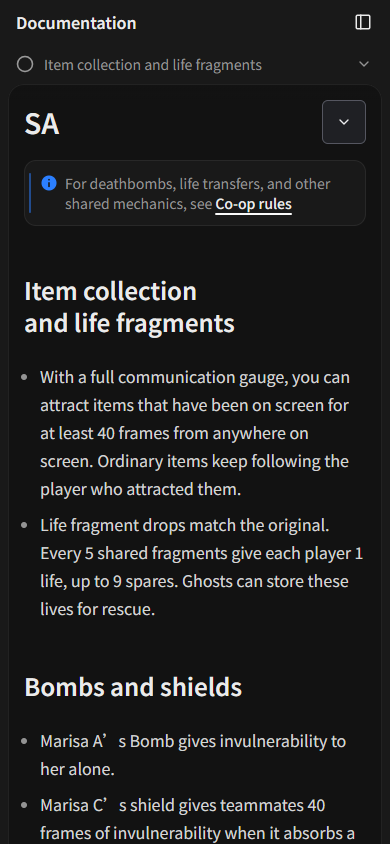 Documentation
Item collection and life fragments
SA
For deathbombs, life transfers, and other
shared mechanics, see Co-op rules
Item collection
and life fragments
With a full communication gauge, you can
attract items that have been on screen for
at least 40 frames from anywhere on
screen. Ordinary items keep following the
player who attracted them.
Life fragment drops match the original.
Every 5 shared fragments give each player 1
life, up to 9 spares. Ghosts can store these
lives for rescue.
Bombs and shields
Marisa A’s Bomb gives invulnerability to
her alone.
Marisa C’s shield gives teammates 40
frames of invulnerability when it absorbs a